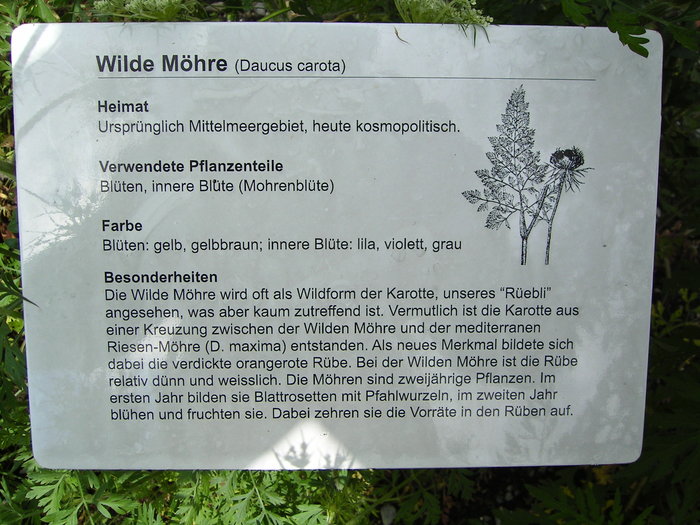 Wilde Möhre (Daucus carota)
Heimat
Ursprünglich Mittelmeergebiet, heute kosmopolitisch.
Verwendete Pflanzenteile
Blüten, innere Blüte (Mohrenblüte)
Farbe
Blüten: gelb, gelbbraun; innere Blüte: lila, violett, grau
Besonderheiten
Die Wilde Möhre wird oft als Wildform der Karotte, unseres “Rüebli”
angesehen, was aber kaum zutreffend ist. Vermutlich ist die Karotte aus
einer Kreuzung zwischen der Wilden Möhre und der mediterranen
Riesen-Möhre (D. maxima) entstanden. Als neues Merkmal bildete sich
dabei die verdickte orangerote Rübe. Bei der Wilden Möhre ist die Rübe
relativ dünn und weisslich. Die Möhren sind zweijährige Pflanzen. Im
ersten Jahr bilden sie Blattrosetten mit Pfahlwurzeln, im zweiten Jahr
blühen und fruchten sie. Dabei zehren sie die Vorräte in den Rüben auf.